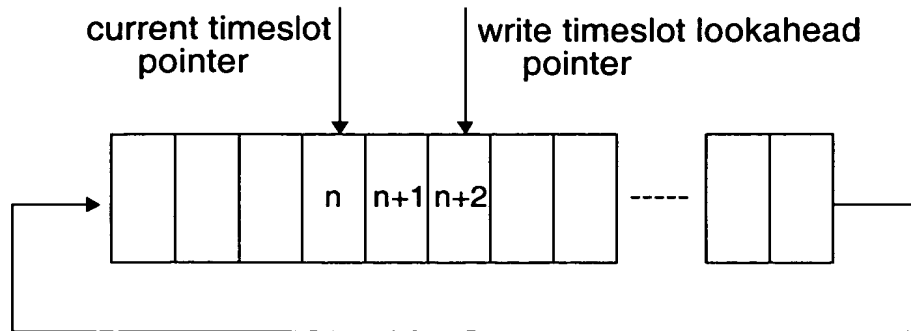 current timeslot
pointer
write timeslot lookahead
pointer
n n+1 n+2